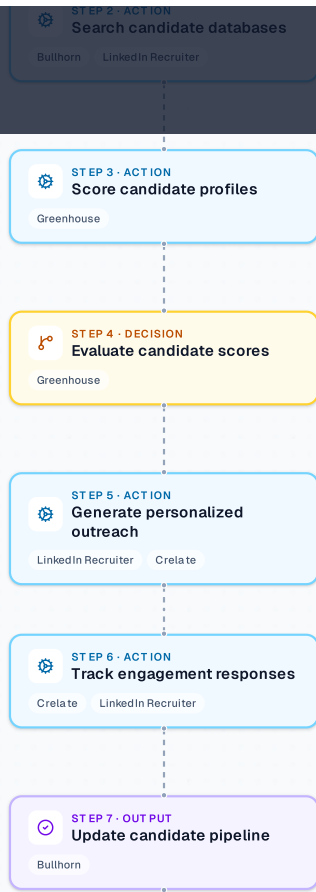 STEP 2 · ACTION
Search candidate databases
Bullhorn LinkedIn Recruiter
STEP 3 · ACTION
Score candidate profiles
Greenhouse
STEP 4 · DECISION
Evaluate candidate scores
Greenhouse
STEP 5 · ACTION
Generate personalized
outreach
LinkedIn Recruiter Crelate
STEP 6 · ACTION
Track engagement responses
Crelate LinkedIn Recruiter
STEP 7 · OUTPUT
Update candidate pipeline
Bullhorn